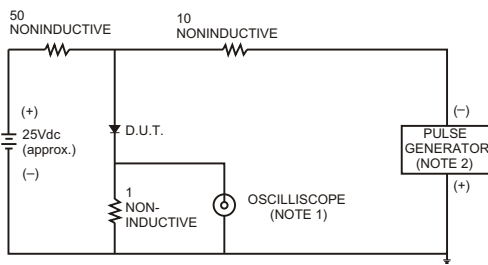 50
NONINDUCTIVE
10
NONINDUCTIVE
(+)
25Vdc
(approx.)
(–)
D.U.T.
1
NON-
INDUCTIVE
OSCILLISCOPE
(NOTE 1)
(–)
PULSE
GENERATOR
(NOTE 2)
(+)